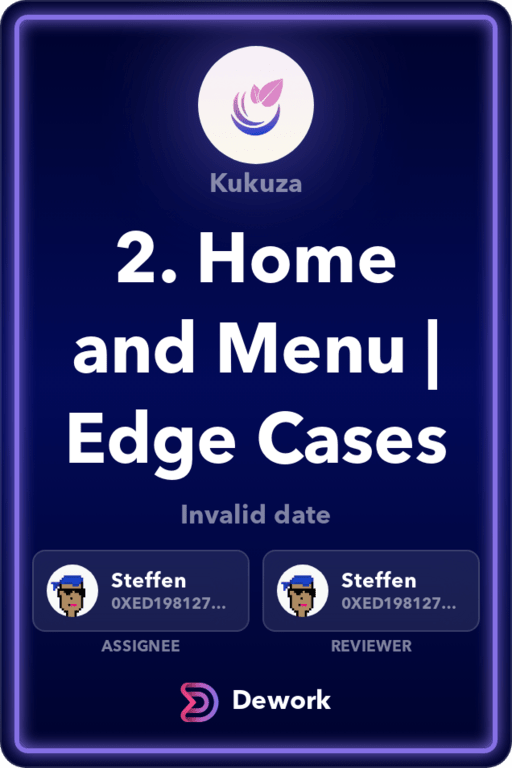 Kukuza
2. Home
and Menu |
Edge Cases
Invalid date
Steffen
0XED198127...
ASSIGNEE
Steffen
0XED198127...
REVIEWER
Dework